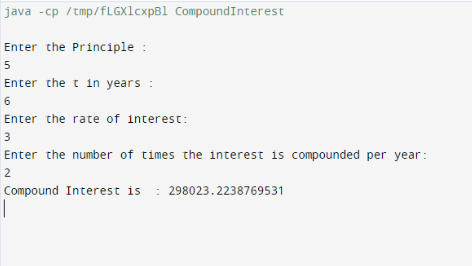 java -cp /tmp/fLGXlcxpBl CompoundInterest
Enter the Principle :
5
Enter the t in years :
6
Enter the rate of interest:
3
Enter the number of times the interest is compounded per year:
2
Compound Interest is  : 298023.2238769531